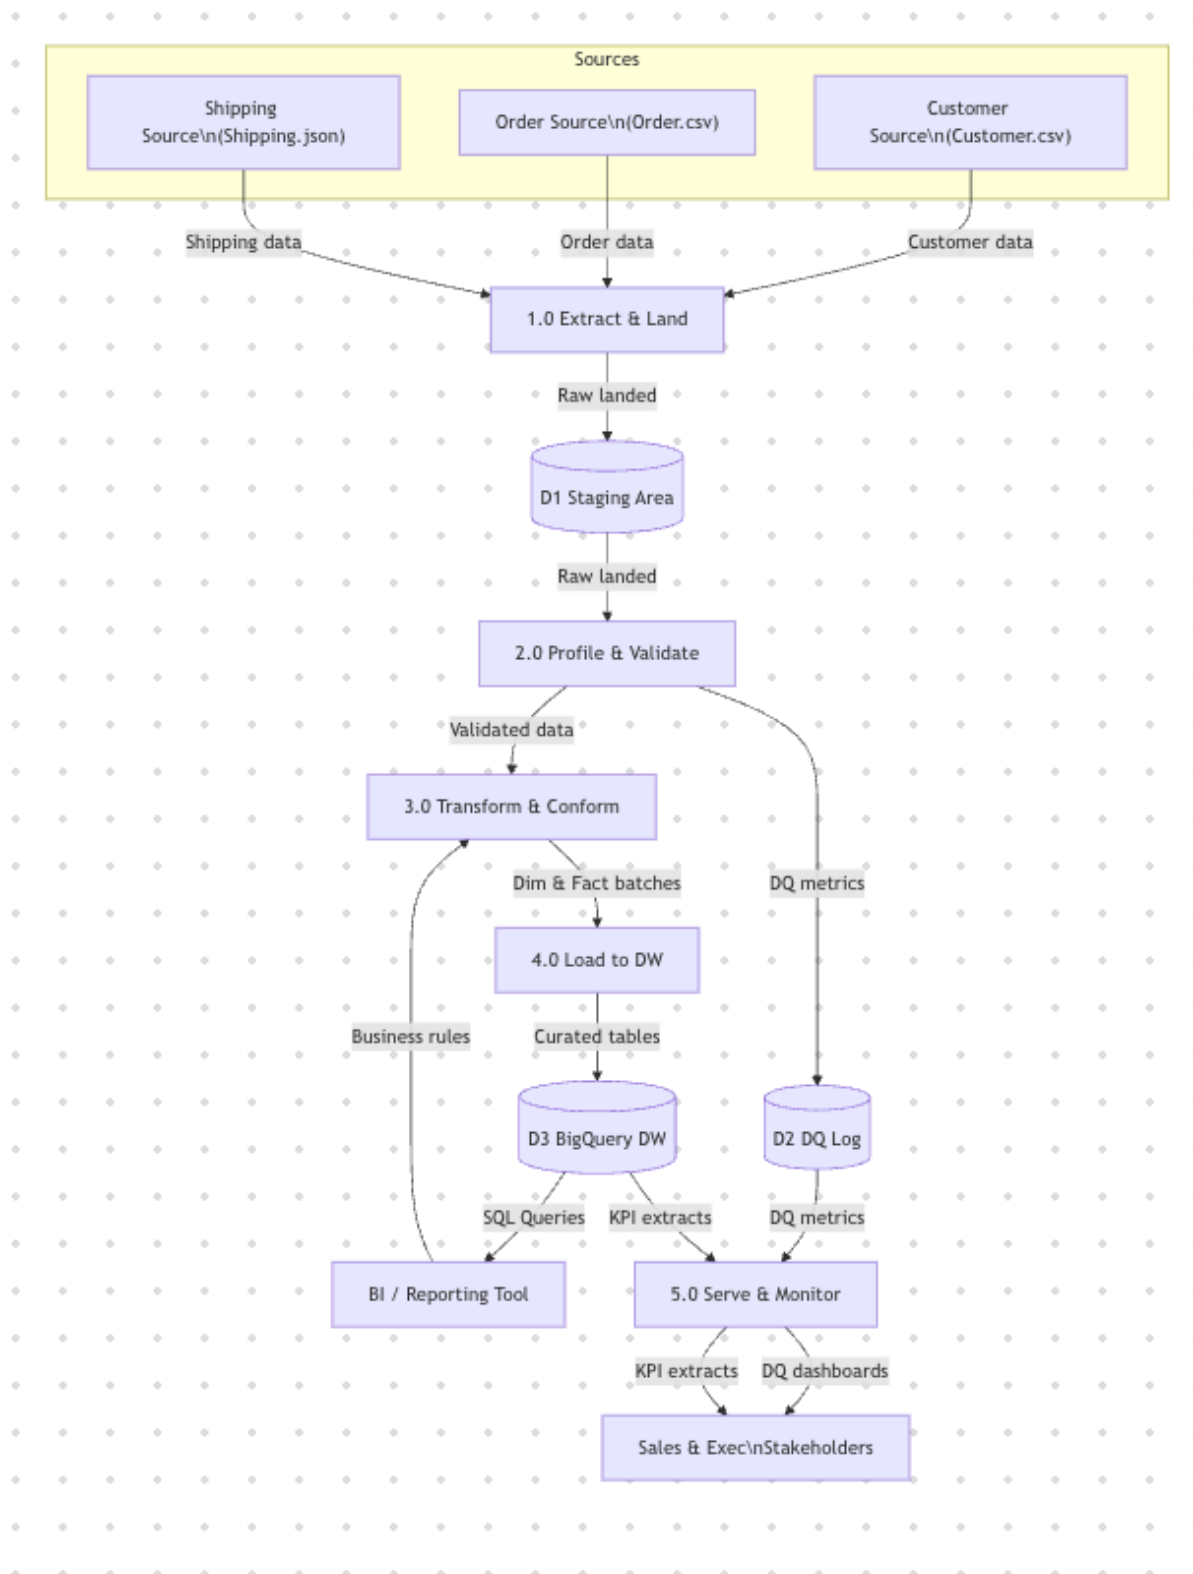 Sources
Shipping
Source\n(Shipping.json)
Order Source\n(Order.csv)
Customer
Source\n(Customer.csv)
Shipping data
Order data
Customer data
1.0 Extract & Land
Raw landed
D1 Staging Area
Raw landed
2.0 Profile & Validate
Validated data
3.0 Transform & Conform
Dim & Fact batches
DQ metrics
4.0 Load to DW
Business rules
Curated tables
D3 BigQuery DW
D2 DQ Log
SQL Queries
KPI extracts
DQ metrics
BI / Reporting Tool
5.0 Serve & Monitor
KPI extracts
DQ dashboards
Sales & Exec\nStakeholders